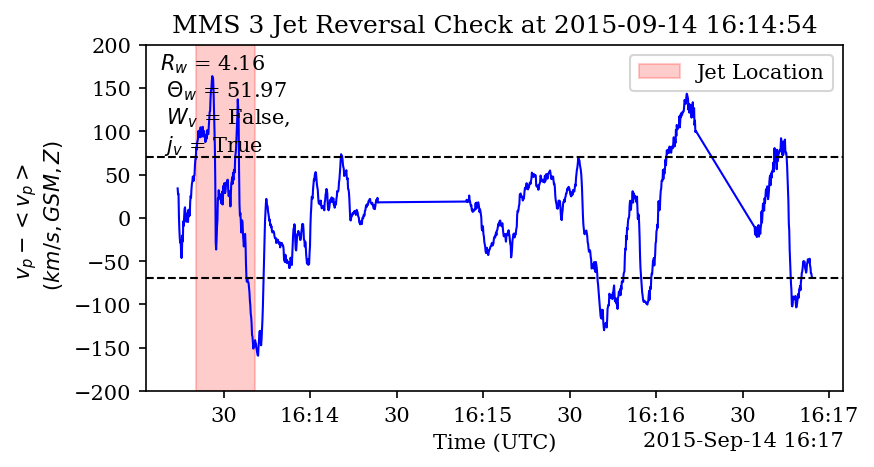 MMS 3 Jet Reversal Check at 2015-09-14 16:14:54
R_w = 4.16
Θ_w = 51.97
W_v = False,
j_v = True
Jet Location
v_p − < v_p >
(km/s, GSM, Z)
200
150
100
50
0
−50
−100
−150
−200
30
16:14
30
16:15
30
16:16
30
16:17
Time (UTC)
2015-Sep-14 16:17